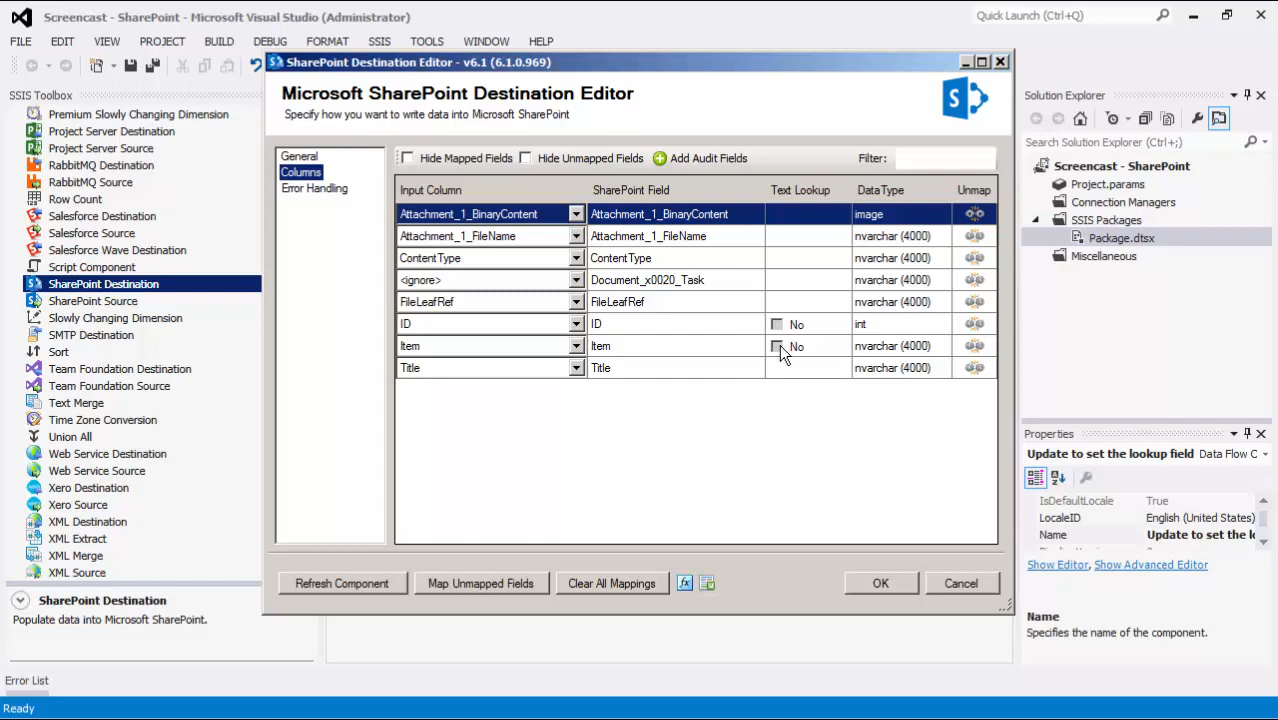 Screencast - SharePoint - Microsoft Visual Studio (Administrator)
Quick Launch (Ctrl+Q)
FILE EDIT VIEW PROJECT BUILD DEBUG FORMAT SSIS TOOLS WINDOW HELP
SSIS Toolbox
Premium Slowly Changing Dimension
Project Server Destination
Project Server Source
RabbitMQ Destination
RabbitMQ Source
Row Count
Salesforce Destination
Salesforce Source
Salesforce Wave Destination
Script Component
SharePoint Destination
SharePoint Source
Slowly Changing Dimension
SMTP Destination
Sort
Team Foundation Destination
Team Foundation Source
Text Merge
Time Zone Conversion
Union All
Web Service Destination
Web Service Source
Xero Destination
Xero Source
XML Destination
XML Extract
XML Merge
XML Source
SharePoint Destination
Populate data into Microsoft SharePoint.
Error List
Ready
SharePoint Destination Editor - v6.1 (6.1.0.969)
Microsoft SharePoint Destination Editor
Specify how you want to write data into Microsoft SharePoint
General
Columns
Error Handling
Hide Mapped Fields Hide Unmapped Fields Add Audit Fields Filter:
Input Column SharePoint Field Text Lookup DataType Unmap
Attachment_1_BinaryContent Attachment_1_BinaryContent image
Attachment_1_FileName Attachment_1_FileName nvarchar (4000)
ContentType ContentType nvarchar (4000)
<ignore> Document_x0020_Task nvarchar (4000)
FileLeafRef FileLeafRef nvarchar (4000)
ID ID No int
Item Item No nvarchar (4000)
Title Title nvarchar (4000)
Refresh Component Map Unmapped Fields Clear All Mappings fx OK Cancel
Solution Explorer
Search Solution Explorer (Ctrl+;)
Screencast - SharePoint
Project.params
Connection Managers
SSIS Packages
Package.dtsx
Miscellaneous
Properties
Update to set the lookup field Data Flow C
IsDefaultLocale True
LocaleID English (United States)
Name Update to set the lo
Show Editor, Show Advanced Editor
Name
Specifies the name of the component.